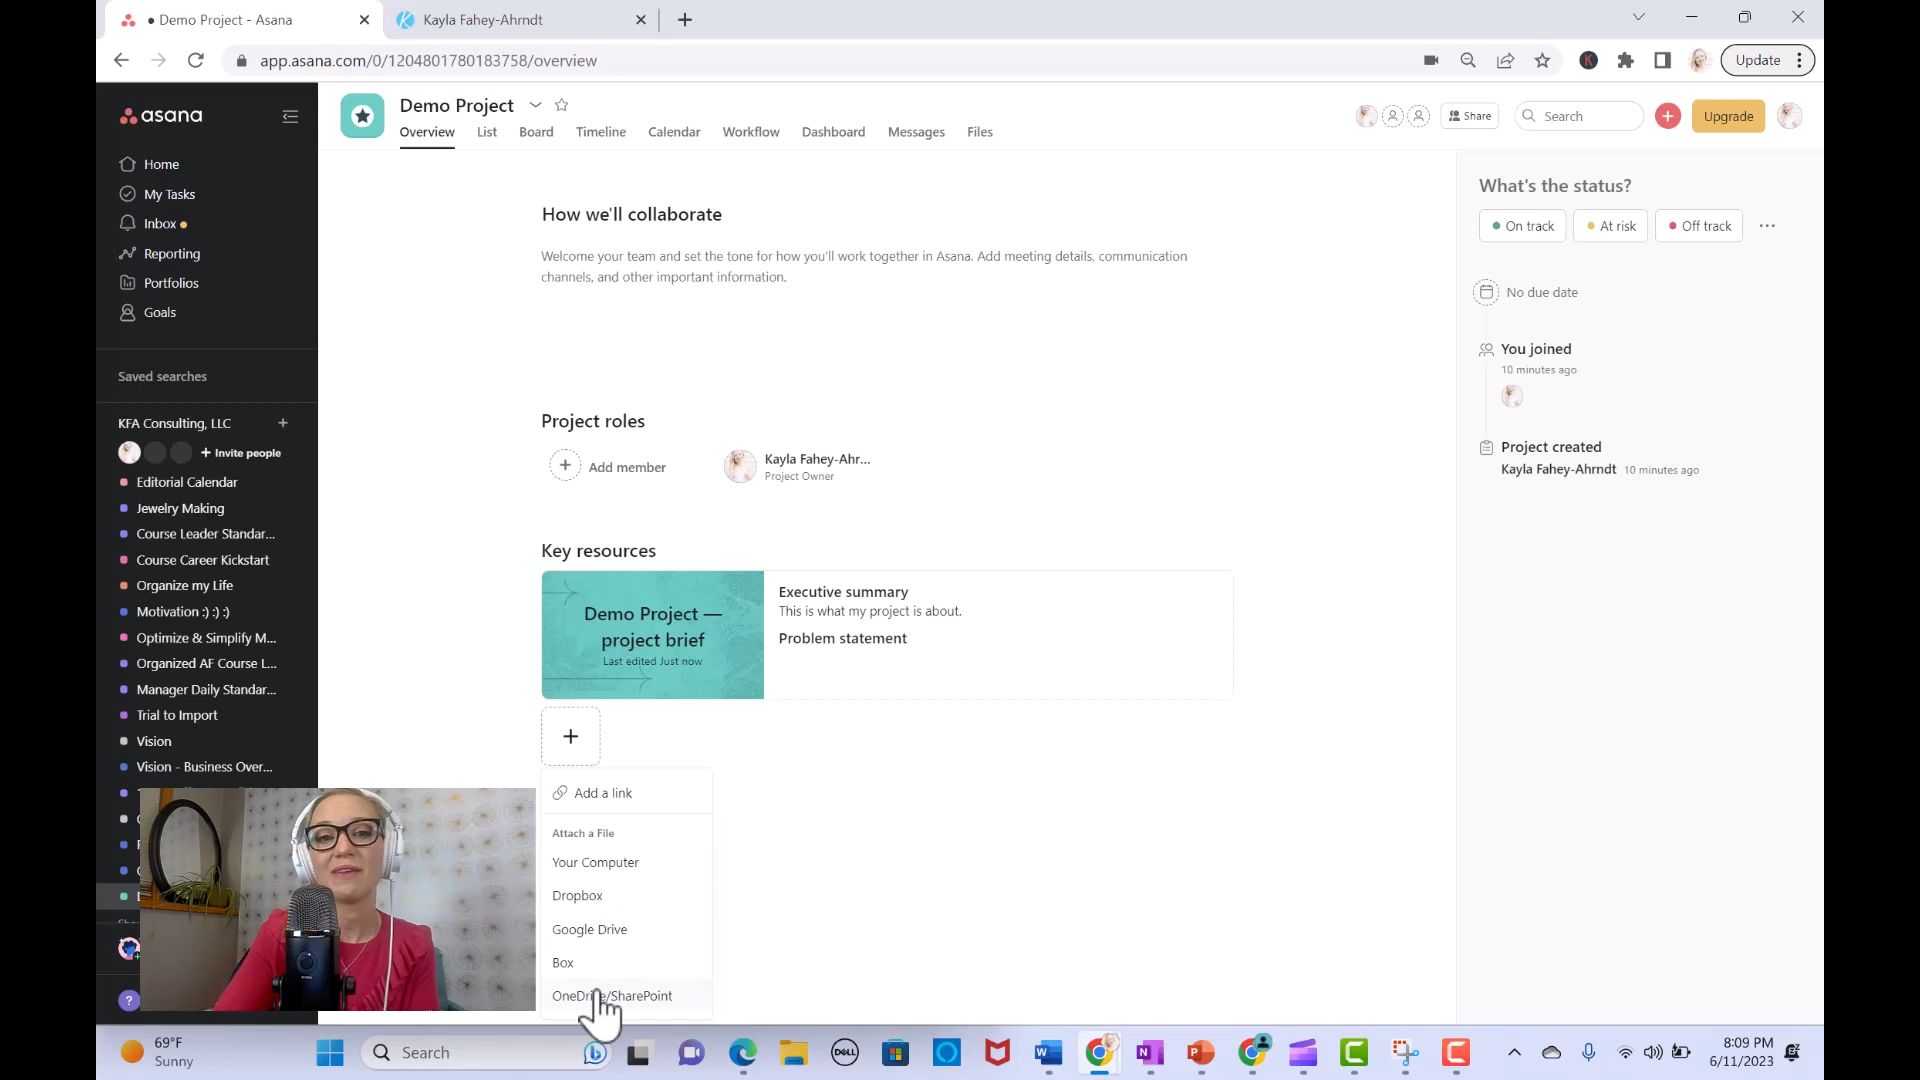 Demo Project - Asana
Kayla Fahey-Ahrndt
app.asana.com/0/1204801780183758/overview
Update
asana
Demo Project
Overview
List
Board
Timeline
Calendar
Workflow
Dashboard
Messages
Files
Share
Search
Upgrade
Home
My Tasks
Inbox
Reporting
Portfolios
Goals
Saved searches
KFA Consulting, LLC
Invite people
Editorial Calendar
Jewelry Making
Course Leader Standar...
Course Career Kickstart
Organize my Life
Motivation :) :) :)
Optimize & Simplify M...
Organized AF Course L...
Manager Daily Standar...
Trial to Import
Vision
Vision - Business Over...
How we'll collaborate
Welcome your team and set the tone for how you'll work together in Asana. Add meeting details, communication
channels, and other important information.
Project roles
Add member
Kayla Fahey-Ahr...
Project Owner
Key resources
Demo Project —
project brief
Last edited Just now
Executive summary
This is what my project is about.
Problem statement
Add a link
Attach a File
Your Computer
Dropbox
Google Drive
Box
OneDrive/SharePoint
What's the status?
On track
At risk
Off track
No due date
You joined
10 minutes ago
Project created
Kayla Fahey-Ahrndt 10 minutes ago
69°F
Sunny
Search
DELL
8:09 PM
6/11/2023